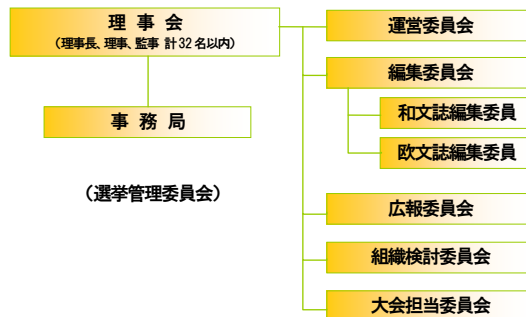 理 事 会
(理事長、理事、監事 計32名以内)
事 務 局
(選挙管理委員会)
運営委員会
編集委員会
和文誌編集委員
欧文誌編集委員
広報委員会
組織検討委員会
大会担当委員会